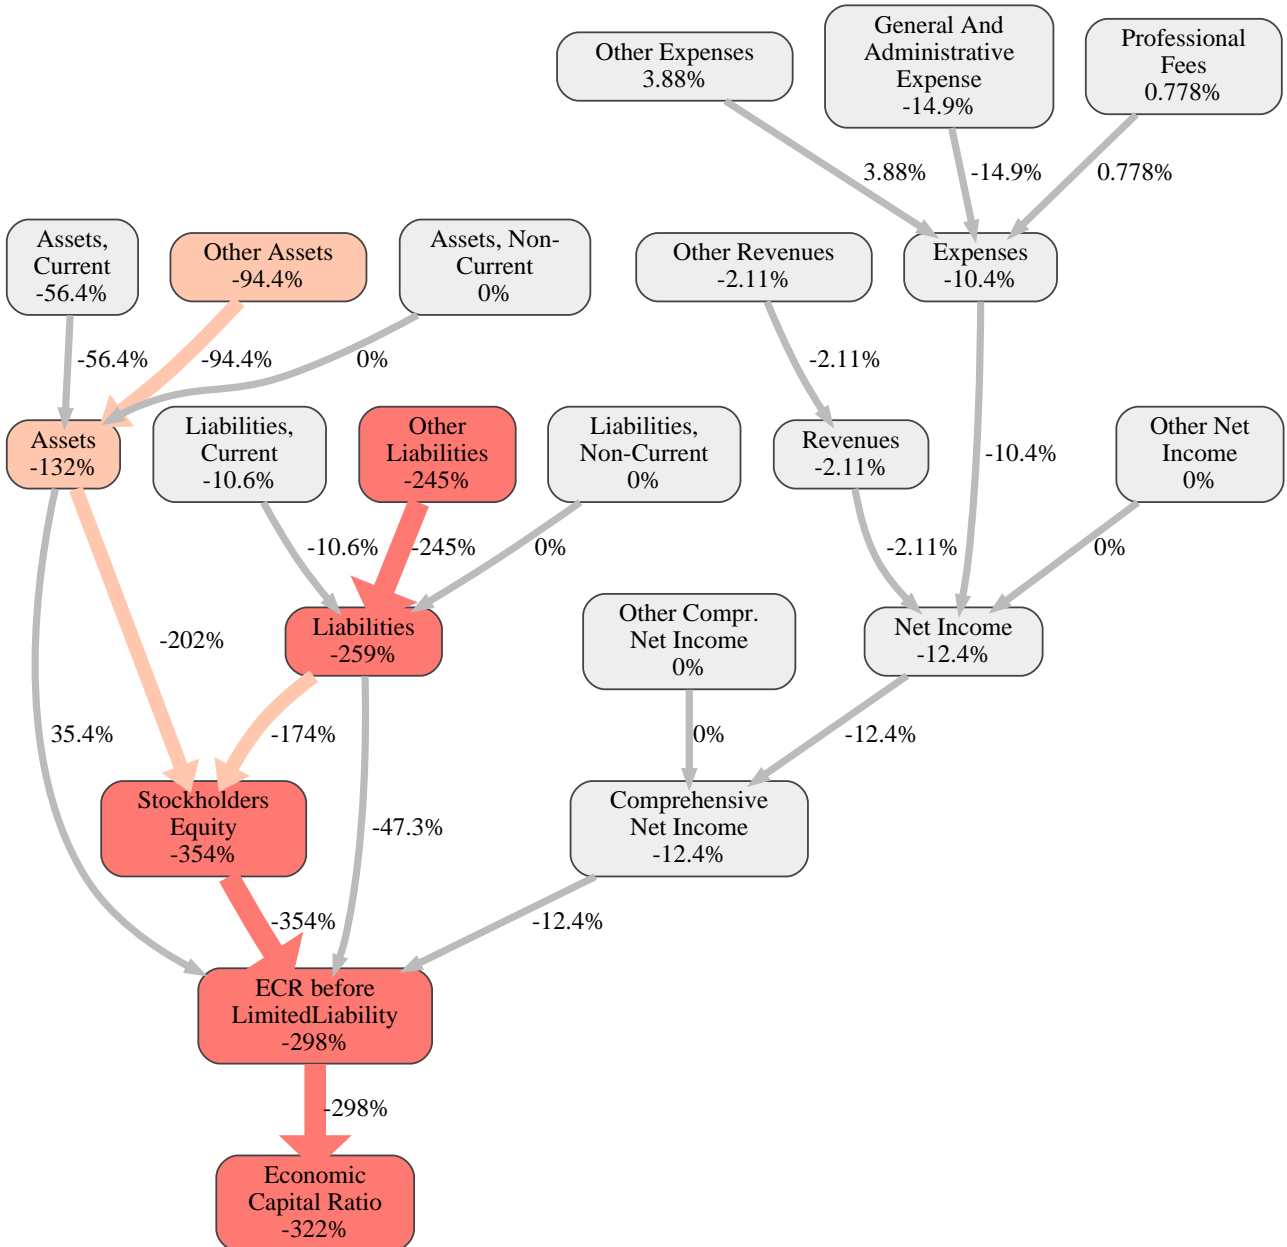 Other Expenses
3.88%
General And
Administrative
Expense
-14.9%
Professional
Fees
0.778%
3.88%
-14.9%
0.778%
Assets,
Current
-56.4%
Other Assets
-94.4%
Assets, Non-
Current
0%
Other Revenues
-2.11%
Expenses
-10.4%
-56.4%
-94.4%
0%
-2.11%
Assets
-132%
Liabilities,
Current
-10.6%
Other
Liabilities
-245%
Liabilities,
Non-Current
0%
Revenues
-2.11%
-10.4%
Other Net
Income
0%
-10.6%
-245%
0%
-2.11%
0%
-202%
Liabilities
-259%
Other Compr.
Net Income
0%
Net Income
-12.4%
35.4%
-174%
0%
-12.4%
Stockholders
Equity
-354%
-47.3%
Comprehensive
Net Income
-12.4%
-354%
-12.4%
ECR before
LimitedLiability
-298%
-298%
Economic
Capital Ratio
-322%